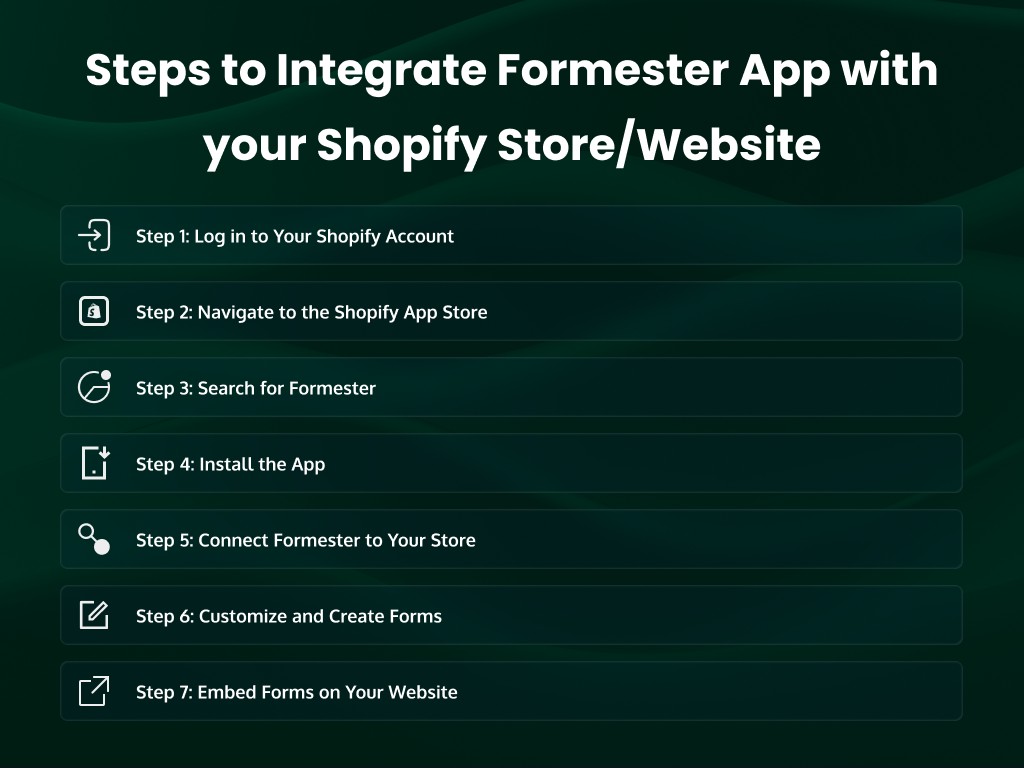 Steps to Integrate Formester App with
your Shopify Store/Website
Step 1: Log in to Your Shopify Account
Step 2: Navigate to the Shopify App Store
Step 3: Search for Formester
Step 4: Install the App
Step 5: Connect Formester to Your Store
Step 6: Customize and Create Forms
Step 7: Embed Forms on Your Website